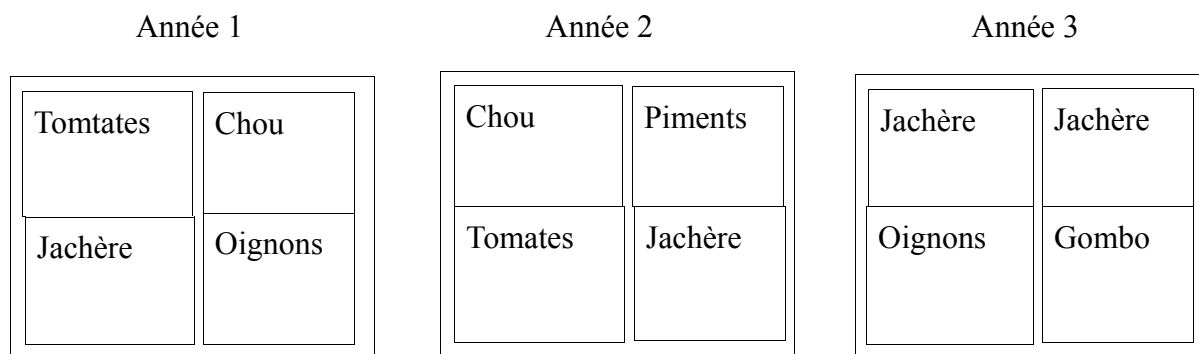 Année 1
Année 2
Année 3
Tomtates
Chou
Jachère
Oignons
Chou
Piments
Tomates
Jachère
Jachère
Jachère
Oignons
Gombo